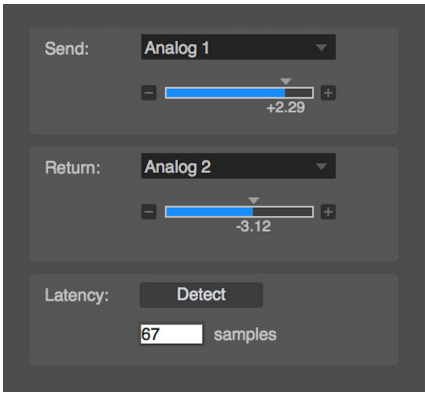 Send: Analog 1
− +
+2.29
Return: Analog 2
− +
-3.12
Latency: Detect
67 samples